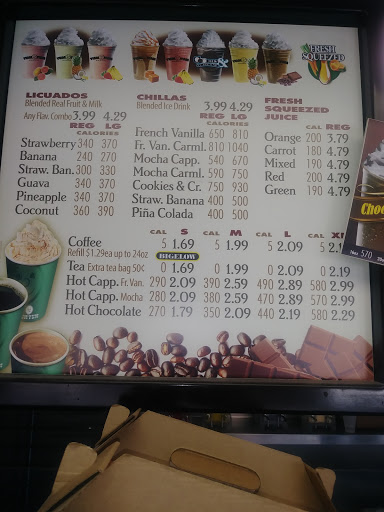 FRESH
SQUEEZED
LICUADOS
Blended Real Fruit & Milk
Any Flav. Combo 3.99 4.29
REG LG
CALORIES
Strawberry 340 370
Banana 240 270
Straw. Ban. 300 330
Guava 340 370
Pineapple 340 370
Coconut 360 390
CHILLAS
Blended Ice Drink 3.99 4.29
REG LG
CALORIES
French Vanilla 650 810
Fr. Van. Carml. 810 1040
Mocha Capp. 540 670
Mocha Carml. 590 750
Cookies & Cr. 750 930
Straw. Banana 400 500
Piña Colada 400 500
FRESH
SQUEEZED
JUICE
CAL REG
Orange 200 3.79
Carrot 180 4.79
Mixed 190 4.79
Red 200 4.79
Green 190 4.79
Choc
570
CAL S CAL M CAL L CAL
Coffee 5 1.69 5 1.99 5 2.09 5
Refill $1.29ea up to 24oz BIGELOW
Tea Extra tea bag 50¢ 0 1.69 0 1.99 0 2.09 0 2.19
Hot Capp. Fr. Van. 290 2.09 390 2.59 490 2.89 580 2.99
Hot Capp. Mocha 280 2.09 380 2.59 470 2.89 570 2.99
Hot Chocolate 270 1.79 350 2.09 440 2.19 580 2.29